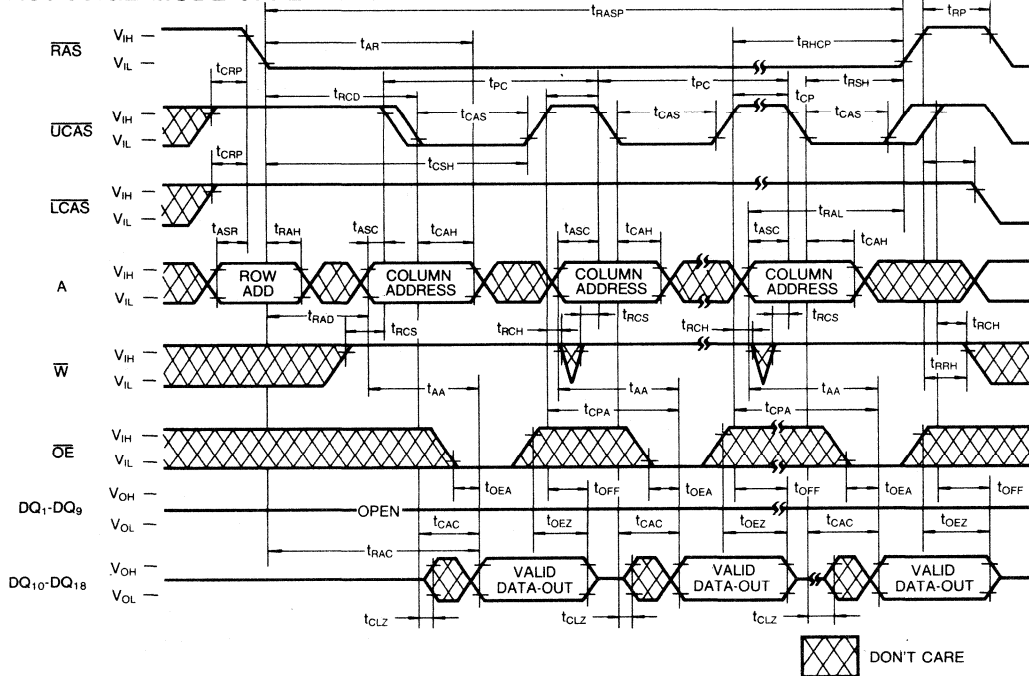 tRASP tRP
RAS VIH — tAR tRHCP
VIL —
tCRP tPC tPC tRSH
tRCD tCP
UCAS VIH — tCAS tCAS tCAS
VIL —
tCRP tCSH
LCAS VIH —
VIL — tRAL
tASR tRAH tASC tCAH tASC tCAH tASC tCAH
A VIH — ROW ADD COLUMN ADDRESS COLUMN ADDRESS COLUMN ADDRESS
VIL —
tRAD tRCS tRCH tRCS tRCH tRCS tRCH
W VIH —
VIL — tAA tAA tAA tRRH
tCPA tCPA
OE VIH —
VIL —
tOEA tOFF tOEA tOFF tOEA tOFF
DQ1-DQ9 VOH — OPEN
VOL — tCAC tOEZ tCAC tOEZ tCAC tOEZ
tRAC
DQ10-DQ18 VOH — VALID DATA-OUT VALID DATA-OUT VALID DATA-OUT
VOL —
tCLZ tCLZ tCLZ
DON'T CARE